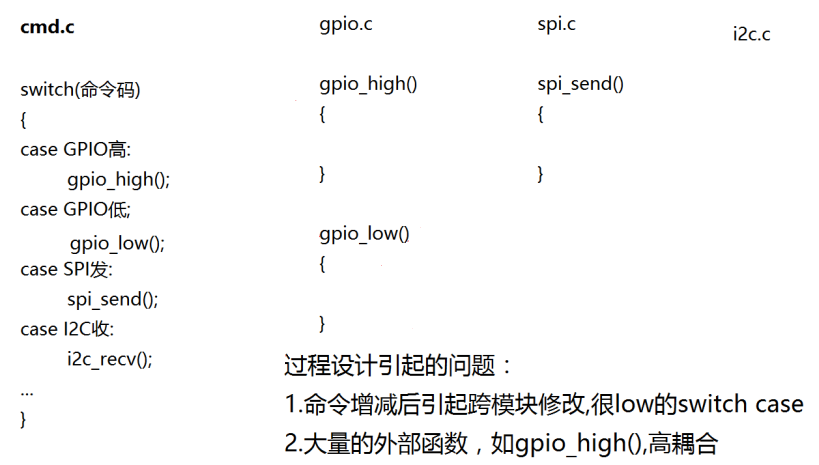 cmd.c
switch(命令码)
{
case GPIO高:
gpio_high();
case GPIO低;
gpio_low();
case SPI发:
spi_send();
case I2C收:
i2c_recv();
...
}
gpio.c
gpio_high()
{
}
gpio_low()
{
}
spi.c
spi_send()
{
}
i2c.c
过程设计引起的问题：
1.命令增减后引起跨模块修改,很low的switch case
2.大量的外部函数，如gpio_high(),高耦合